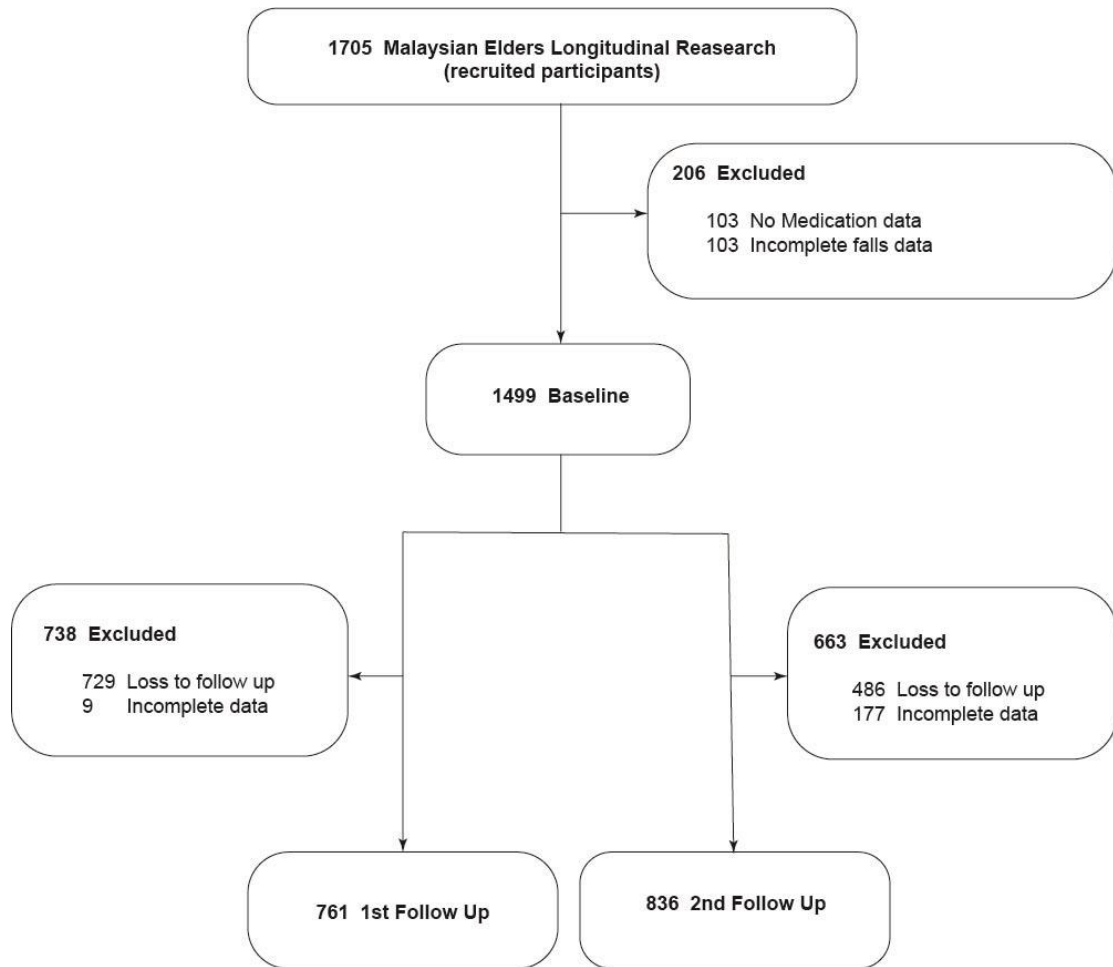 1705 Malaysian Elders Longitudinal Reasearch
(recruited participants)
206 Excluded
103 No Medication data
103 Incomplete falls data
1499 Baseline
738 Excluded
729 Loss to follow up
9 Incomplete data
663 Excluded
486 Loss to follow up
177 Incomplete data
761 1st Follow Up
836 2nd Follow Up